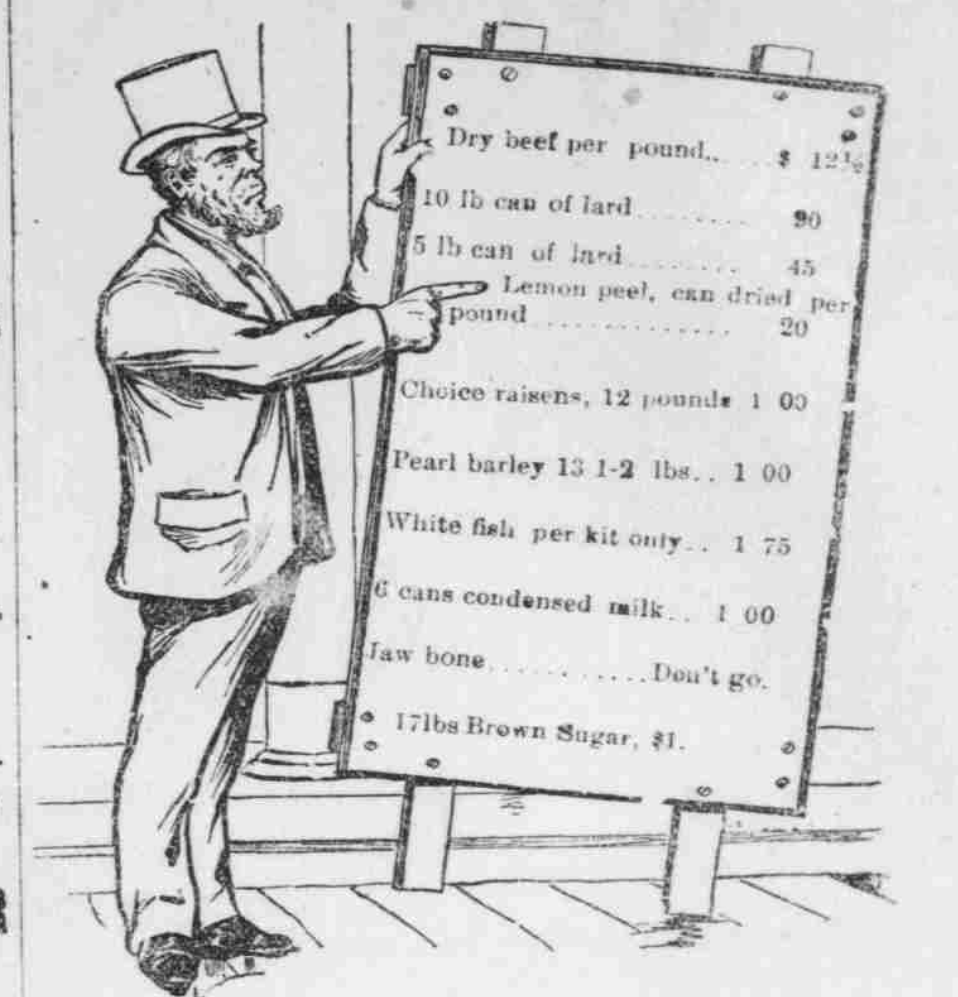 Dry beef per pound.. .... $ 12½
10 lb can of lard ........ 90
5 lb can of lard ........ 45
Lemon peel, can dried per
pound .............. 20
Choice raisens, 12 pounds 1 00
Pearl barley 13 1-2 lbs.. 1 00
White fish per kit only.. 1 75
6 cans condensed milk.. 1 00
Jaw bone ........... Don't go.
17lbs Brown Sugar, $1.